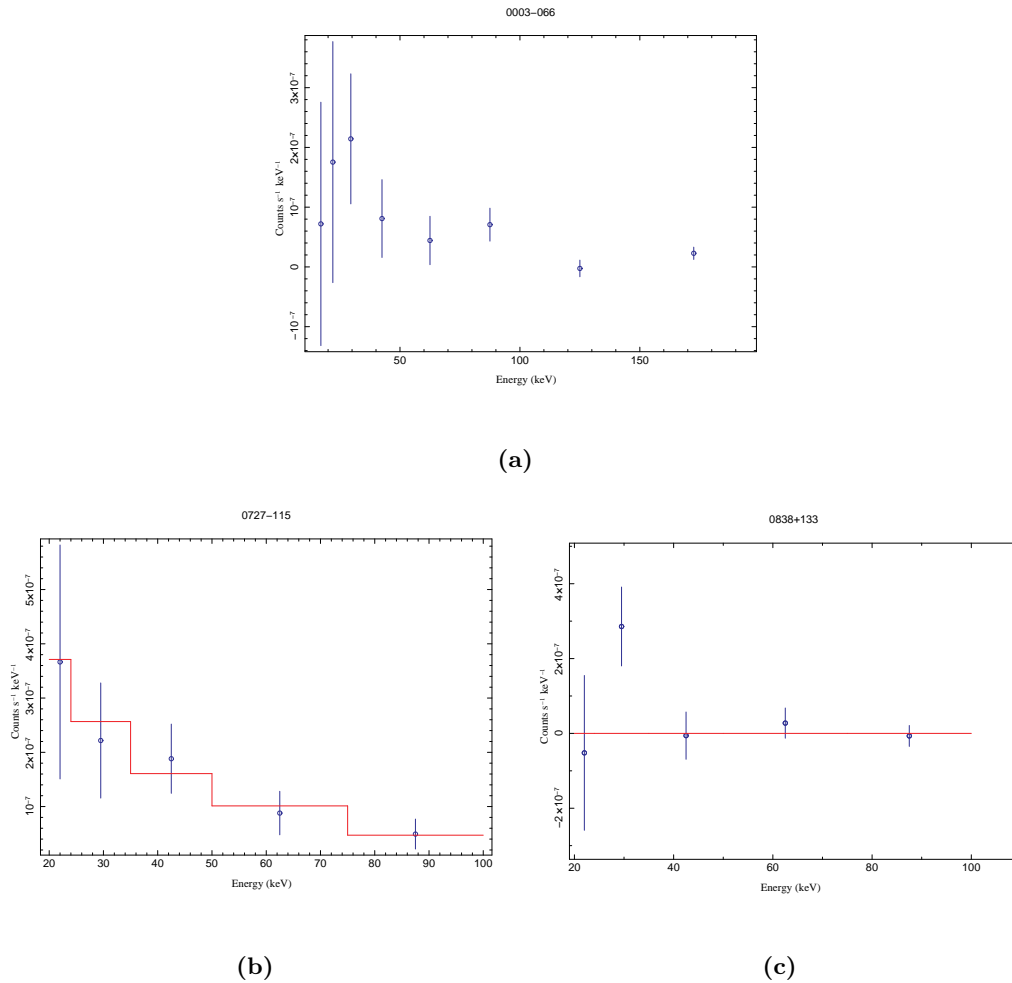 0003−066
3×10⁻⁷
2×10⁻⁷
10⁻⁷
0
−10⁻⁷
Counts s⁻¹ keV⁻¹
50 100 150
Energy (keV)
(a)
0727−115
5×10⁻⁷
4×10⁻⁷
3×10⁻⁷
2×10⁻⁷
10⁻⁷
Counts s⁻¹ keV⁻¹
20 30 40 50 60 70 80 90 100
Energy (keV)
(b)
0838+133
4×10⁻⁷
2×10⁻⁷
0
−2×10⁻⁷
Counts s⁻¹ keV⁻¹
20 40 60 80 100
Energy (keV)
(c)